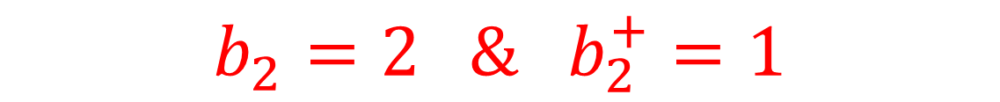 b₂ = 2 & b₂⁺ = 1